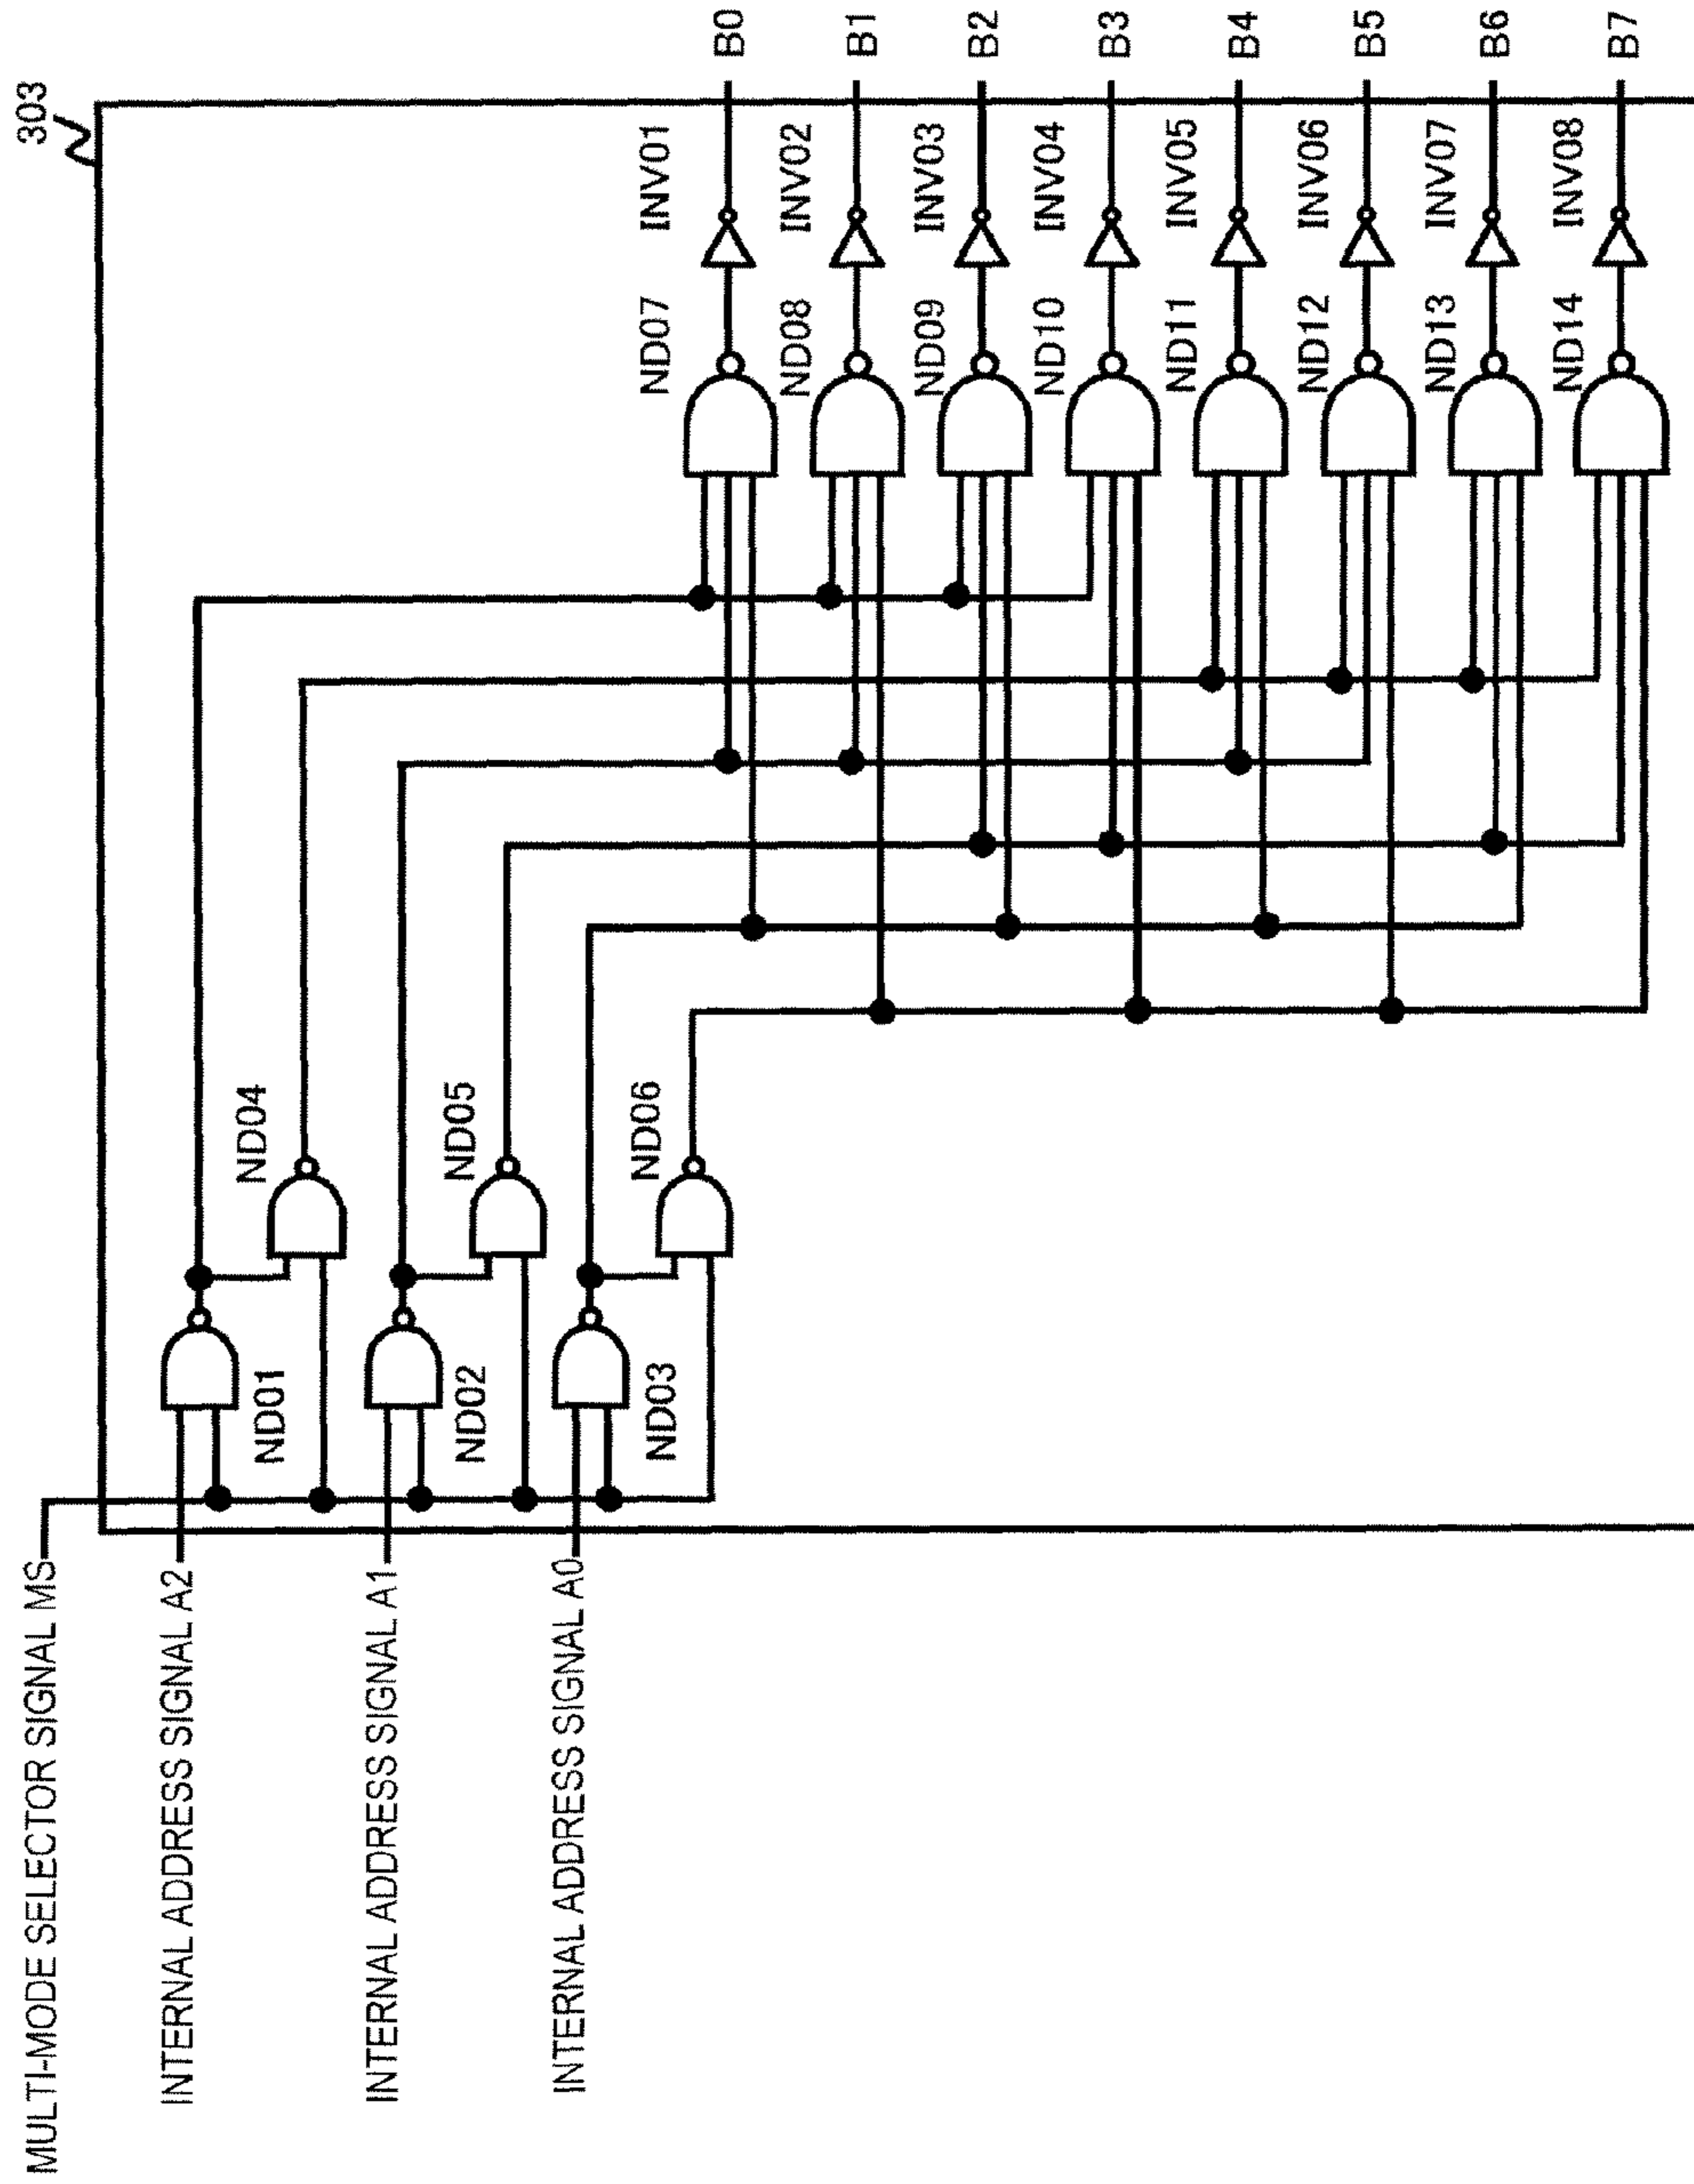 303
MULTI-MODE SELECTOR SIGNAL MS
INTERNAL ADDRESS SIGNAL A2
INTERNAL ADDRESS SIGNAL A1
INTERNAL ADDRESS SIGNAL A0
ND01
ND02
ND03
ND04
ND05
ND06
ND07
ND08
ND09
ND10
ND11
ND12
ND13
ND14
INV01
INV02
INV03
INV04
INV05
INV06
INV07
INV08
B0
B1
B2
B3
B4
B5
B6
B7